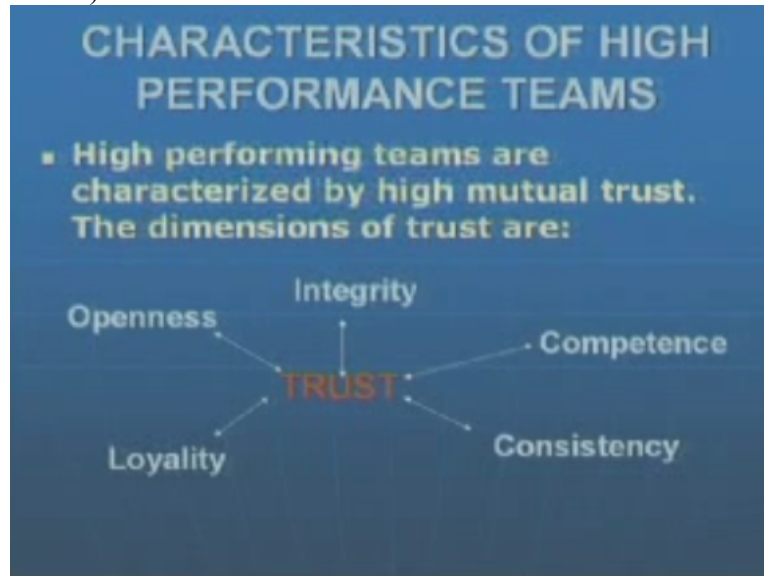 CHARACTERISTICS OF HIGH
PERFORMANCE TEAMS
▪ High performing teams are
characterized by high mutual trust.
The dimensions of trust are:
Integrity
Openness
Competence
TRUST
Loyality
Consistency